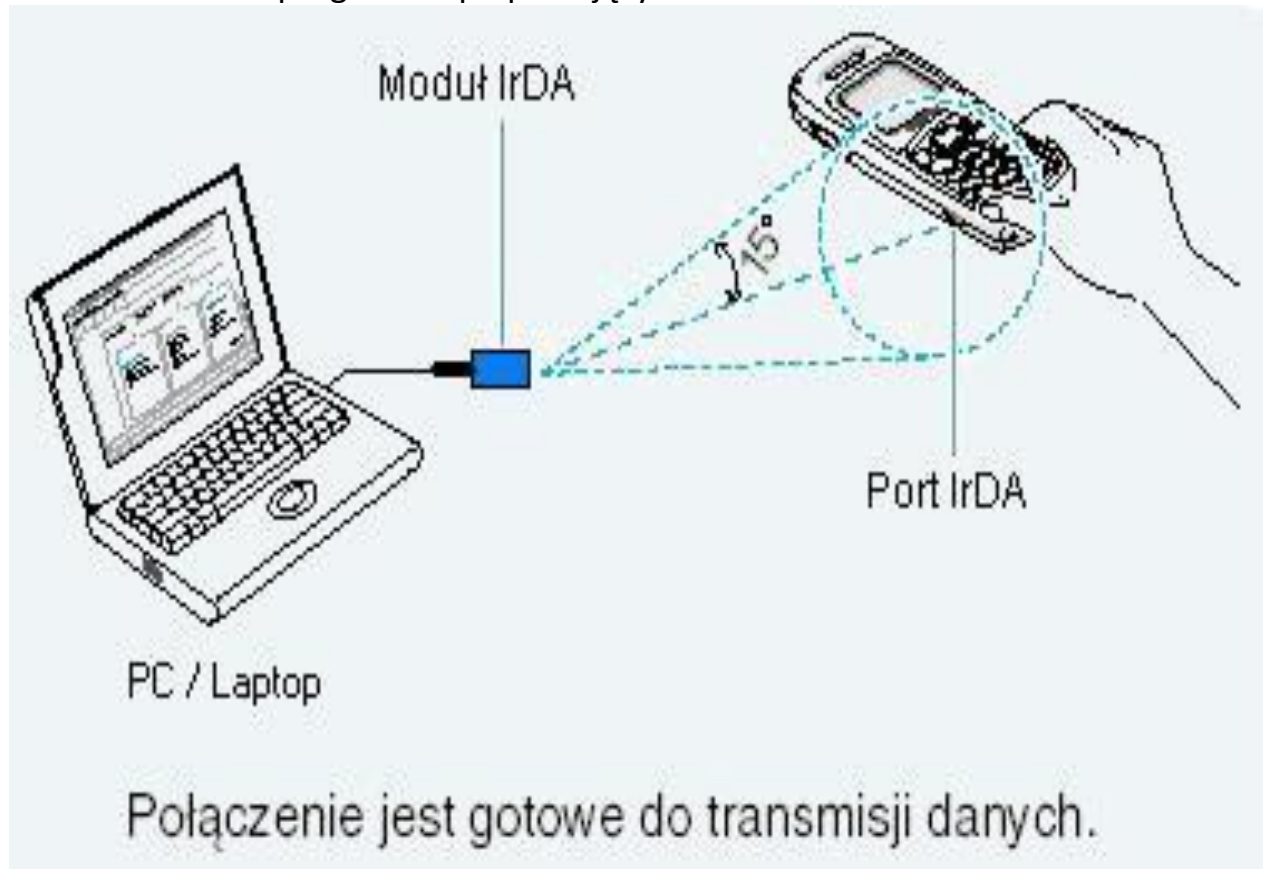 Moduł IrDA
15°
Port IrDA
PC / Laptop
Połączenie jest gotowe do transmisji danych.